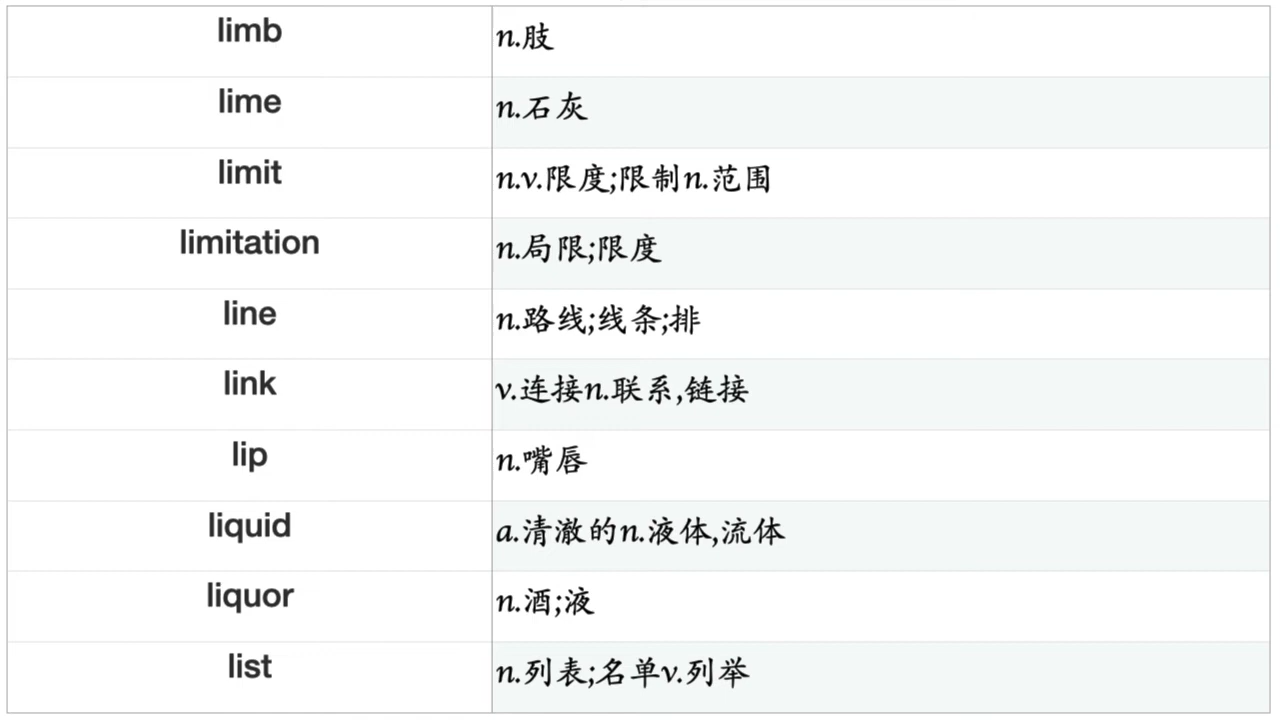 limb n.肢
lime n.石灰
limit n.v.限度;限制n.范围
limitation n.局限;限度
line n.路线;线条;排
link v.连接n.联系,链接
lip n.嘴唇
liquid a.清澈的n.液体,流体
liquor n.酒;液
list n.列表;名单v.列举